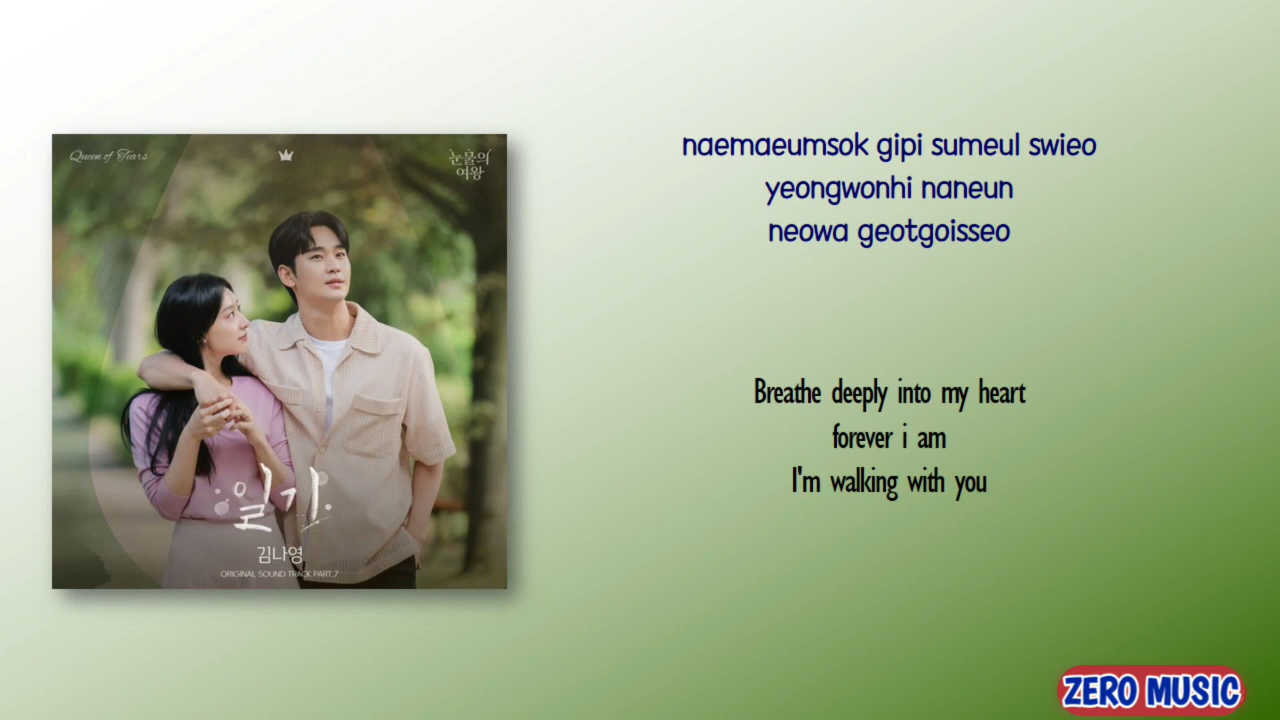 Queen of Tears
눈물의
여왕
일기
김나영
ORIGINAL SOUND TRACK PART.7
naemaeumsok gipi sumeul swieo
yeongwonhi naneun
neowa geotgoisseo
Breathe deeply into my heart
forever i am
I'm walking with you
ZERO MUSIC